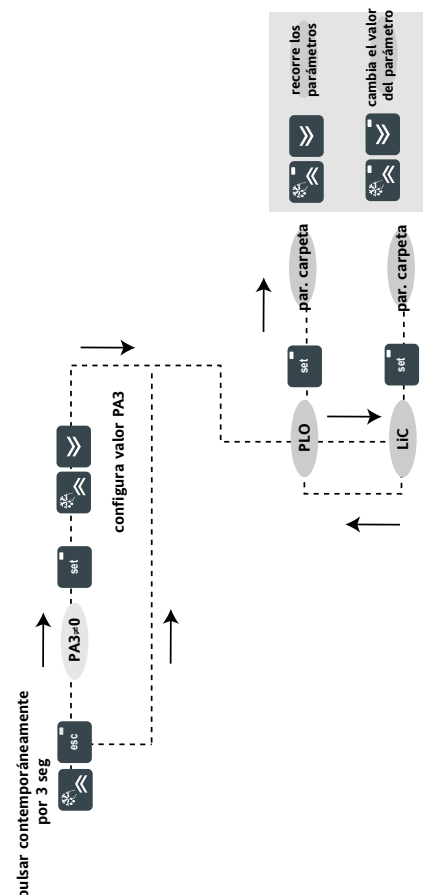 pulsar contemporáneamente
por 3 seg
esc
PA3≠0
set
configura valor PA3
PLO
set
par. carpeta
recorre los
parámetros
LiC
set
par. carpeta
cambia el valor
del parámetro